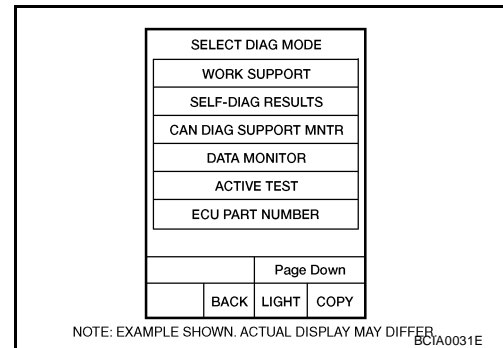 SELECT DIAG MODE
WORK SUPPORT
SELF-DIAG RESULTS
CAN DIAG SUPPORT MNTR
DATA MONITOR
ACTIVE TEST
ECU PART NUMBER
Page Down
BACK LIGHT COPY
NOTE: EXAMPLE SHOWN. ACTUAL DISPLAY MAY DIFFER.
BCIA0031E